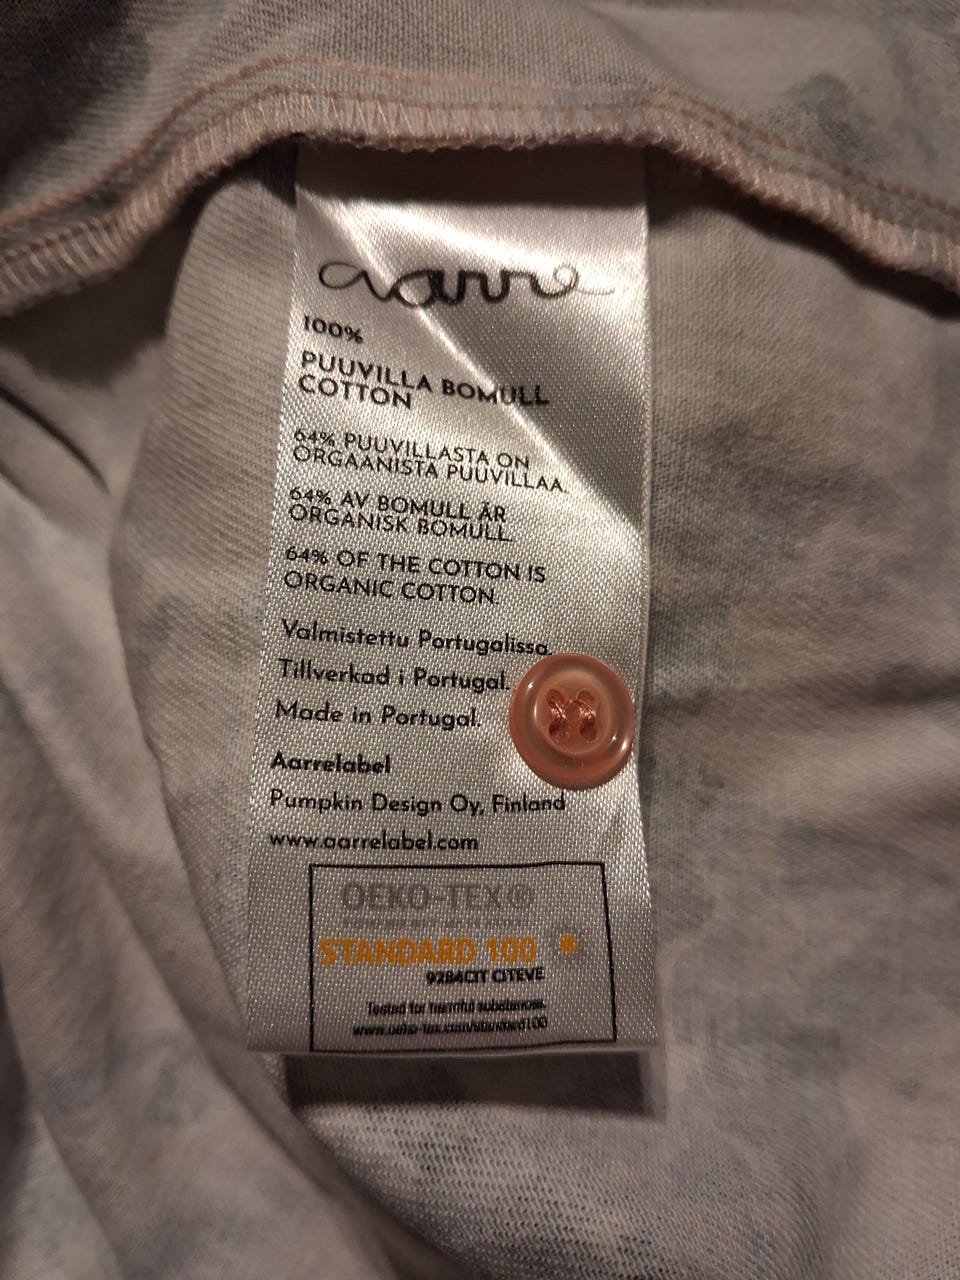 aarre
100%
PUUVILLA BOMULL
COTTON
64% PUUVILLASTA ON
ORGAANISTA PUUVILLAA.
64% AV BOMULL ÄR
ORGANISK BOMULL.
64% OF THE COTTON IS
ORGANIC COTTON.
Valmistettu Portugalissa.
Tillverkad i Portugal.
Made in Portugal.
Aarrelabel
Pumpkin Design Oy, Finland
www.aarrelabel.com
OEKO-TEX®
STANDARD 100
9284CIT CITEVE
Tested for harmful substances.
www.oeko-tex.com/standard100